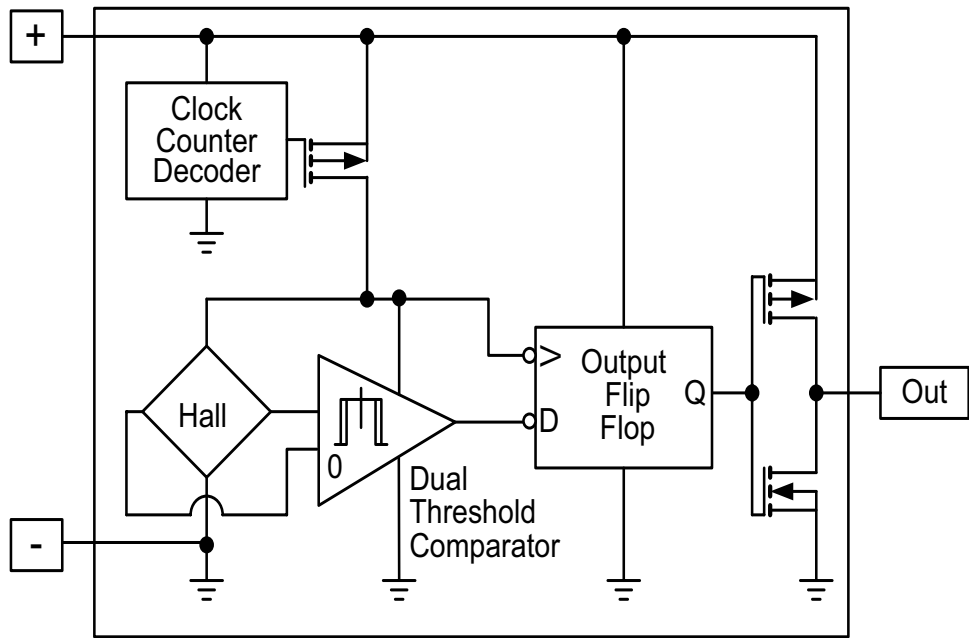 +
Clock
Counter
Decoder
Hall
0
Dual
Threshold
Comparator
>
D
Output
Flip
Flop
Q
Out
-